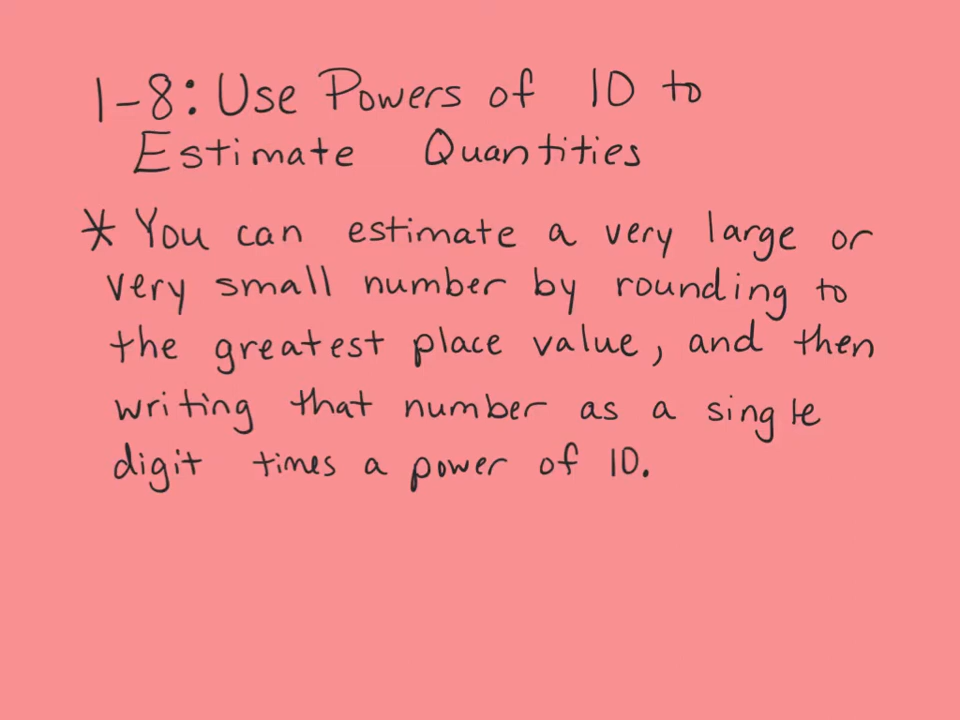 1-8: Use Powers of 10 to
Estimate Quantities
* You can estimate a very large or
very small number by rounding to
the greatest place value, and then
writing that number as a single
digit times a power of 10.